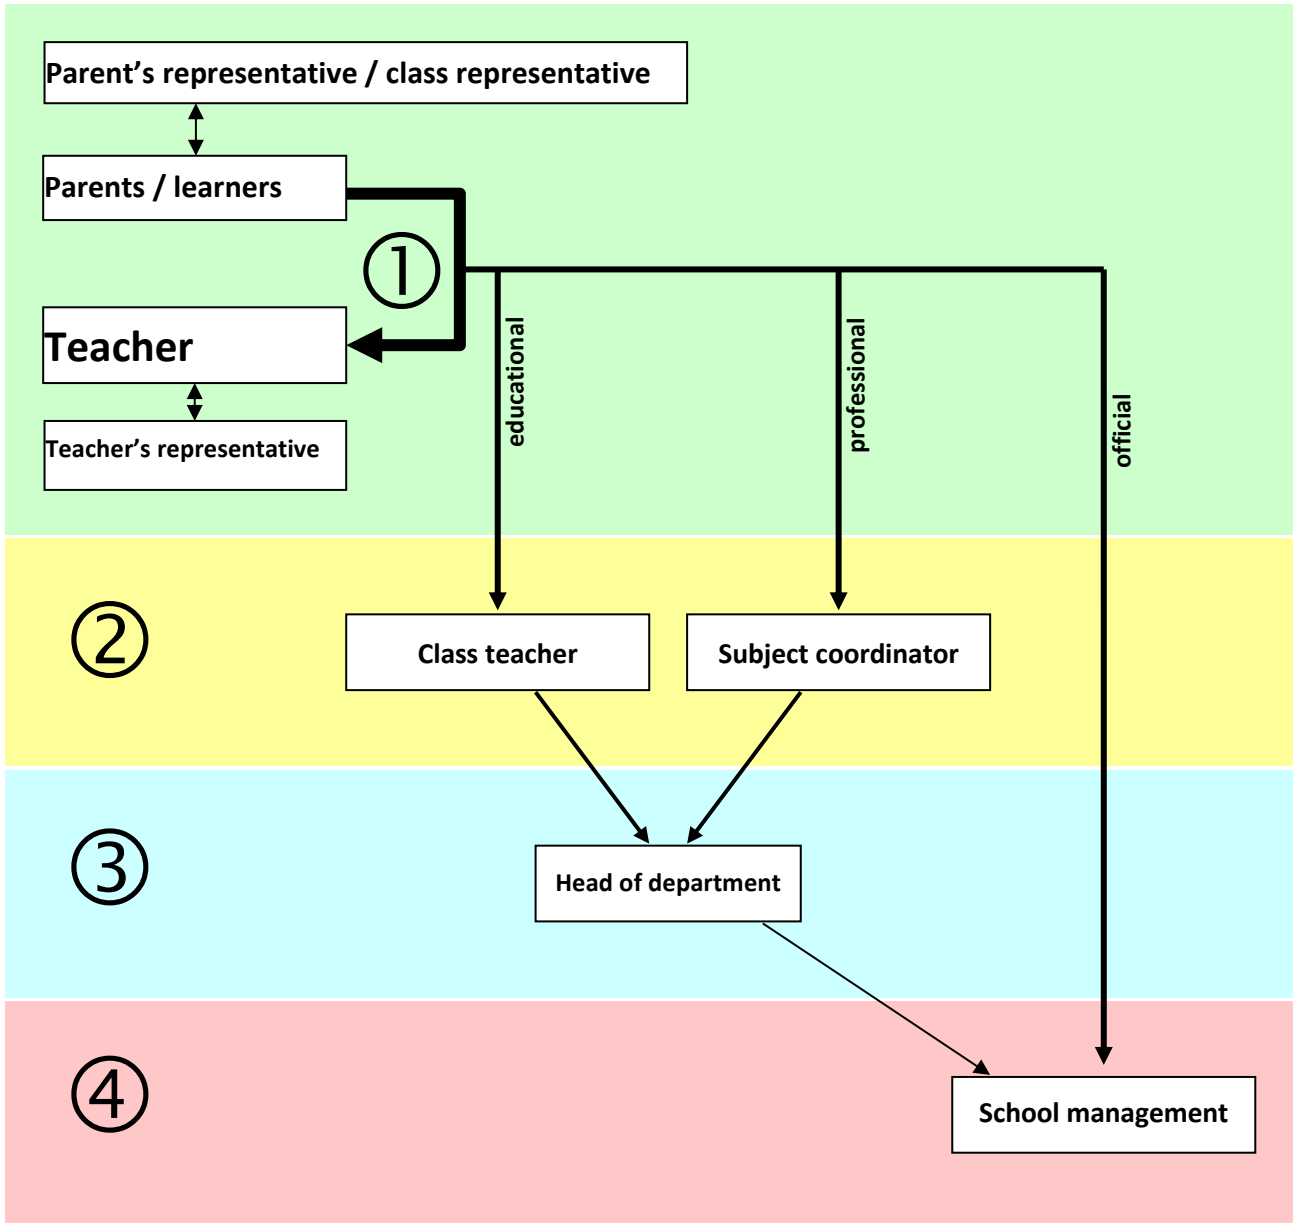 Parent’s representative / class representative
Parents / learners
①
Teacher
Teacher’s representative
educational
professional
official
②
Class teacher
Subject coordinator
③
Head of department
④
School management